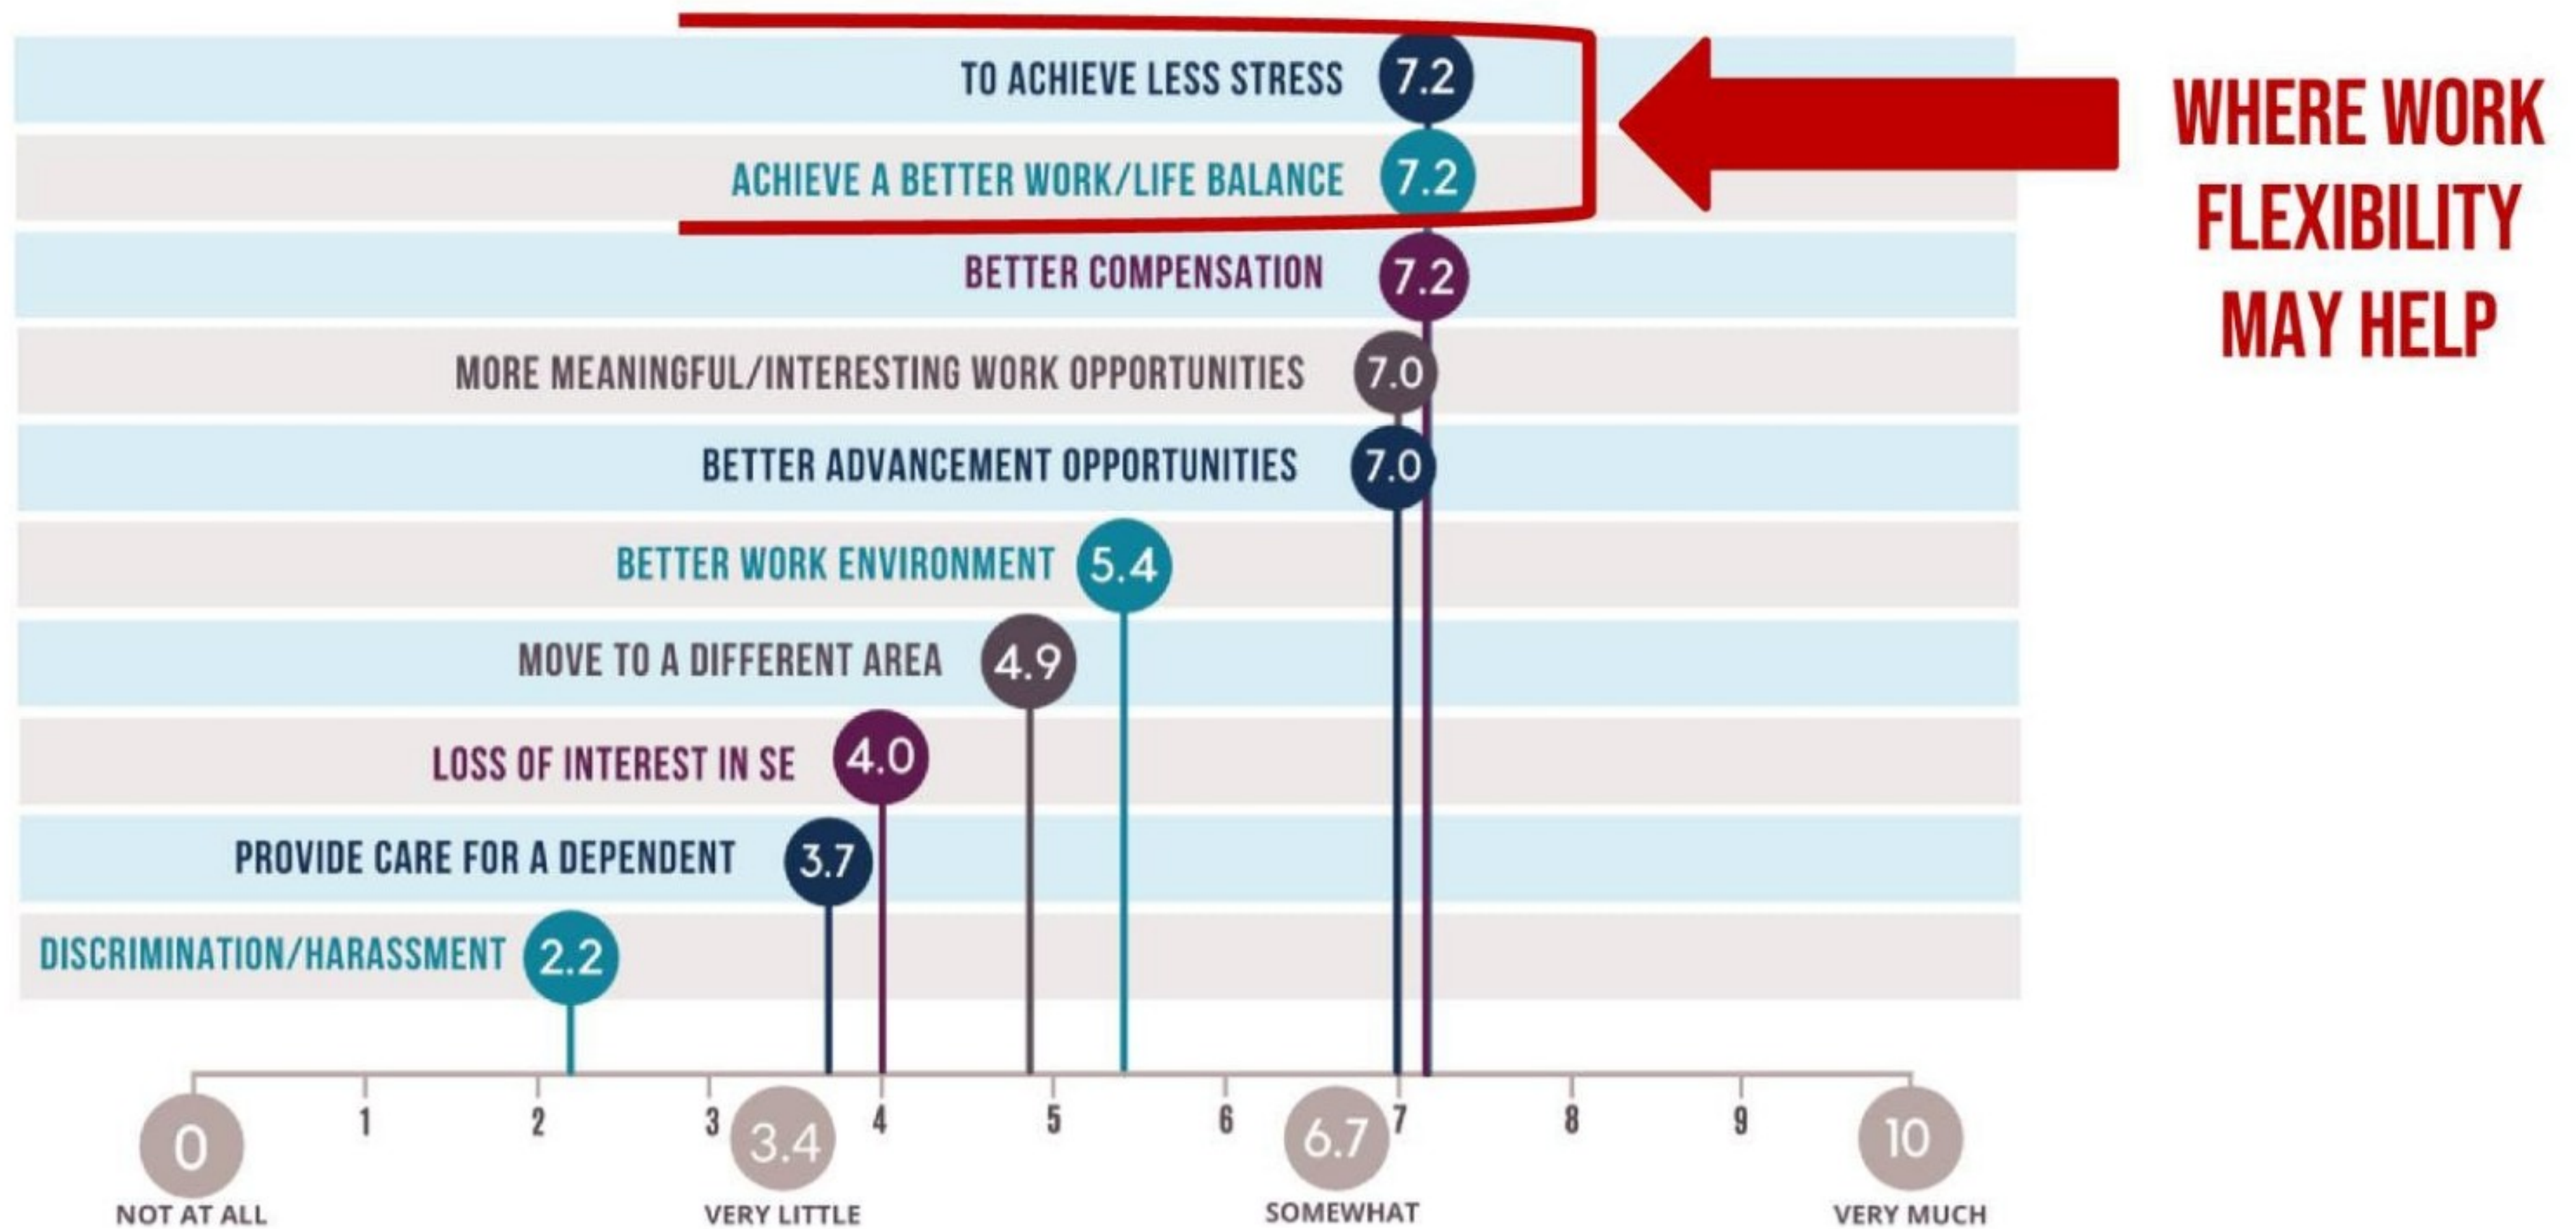 TO ACHIEVE LESS STRESS 7.2
ACHIEVE A BETTER WORK/LIFE BALANCE 7.2
BETTER COMPENSATION 7.2
MORE MEANINGFUL/INTERESTING WORK OPPORTUNITIES 7.0
BETTER ADVANCEMENT OPPORTUNITIES 7.0
BETTER WORK ENVIRONMENT 5.4
MOVE TO A DIFFERENT AREA 4.9
LOSS OF INTEREST IN SE 4.0
PROVIDE CARE FOR A DEPENDENT 3.7
DISCRIMINATION/HARASSMENT 2.2
0 1 2 3 3.4 4 5 6 6.7 7 8 9 10
NOT AT ALL VERY LITTLE SOMEWHAT VERY MUCH
WHERE WORK
FLEXIBILITY
MAY HELP